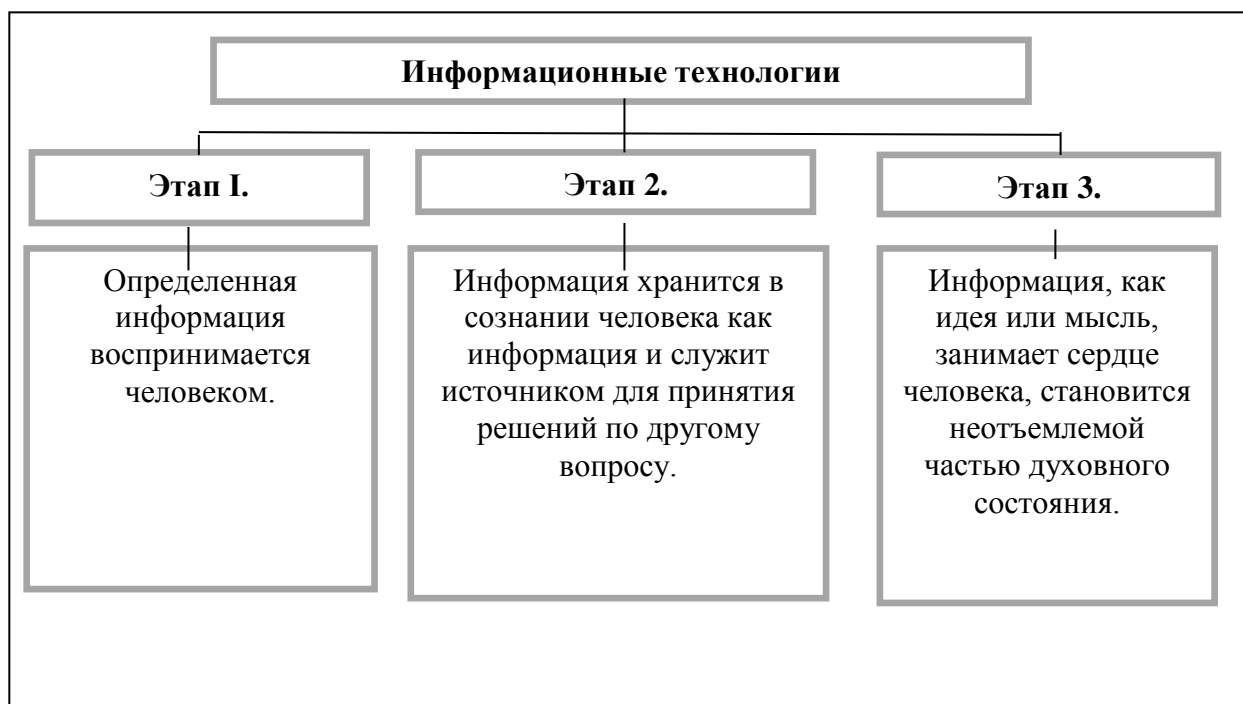 Информационные технологии
Этап I.
Определенная
информация
воспринимается
человеком.
Этап 2.
Информация хранится в
сознании человека как
информация и служит
источником для принятия
решений по другому
вопросу.
Этап 3.
Информация, как
идея или мысль,
занимает сердце
человека, становится
неотъемлемой
частью духовного
состояния.